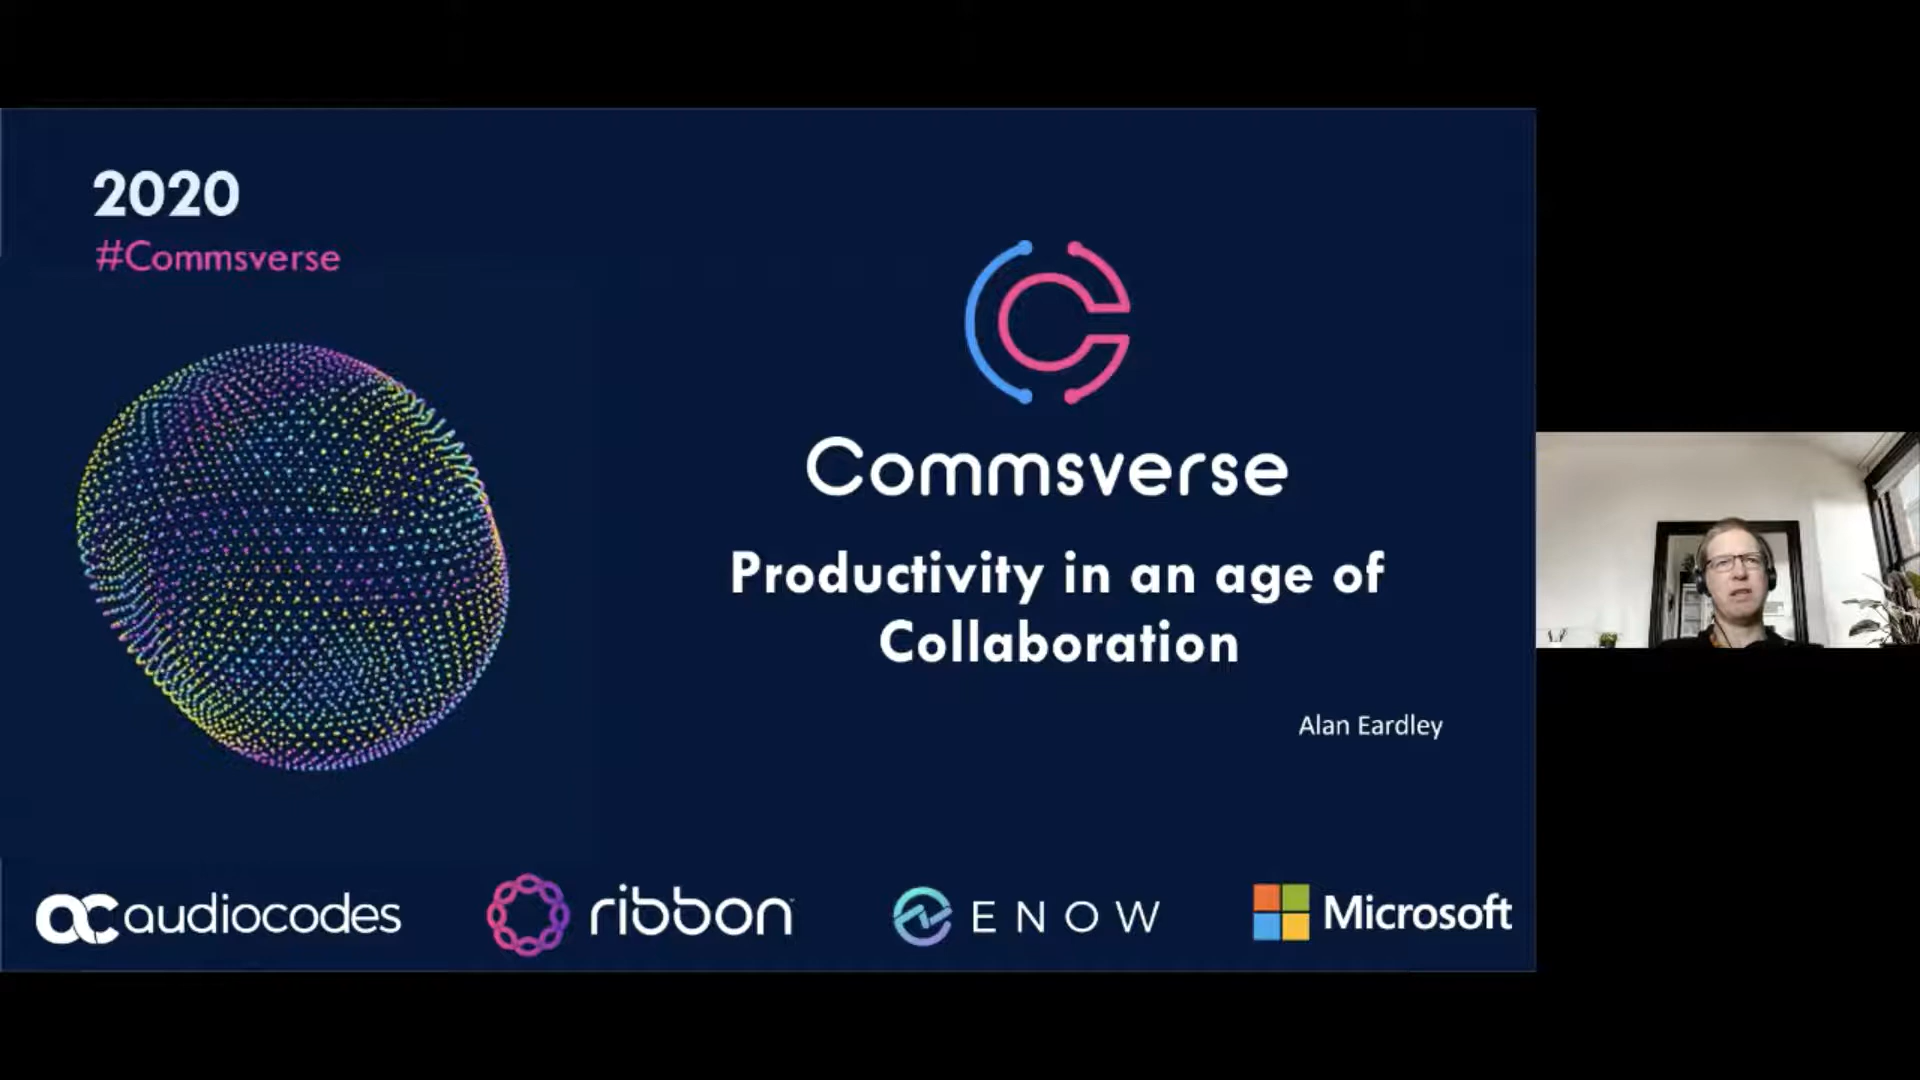 2020
#Commsverse
Commsverse
Productivity in an age of
Collaboration
Alan Eardley
audiocodes
ribbon
ENOW
Microsoft